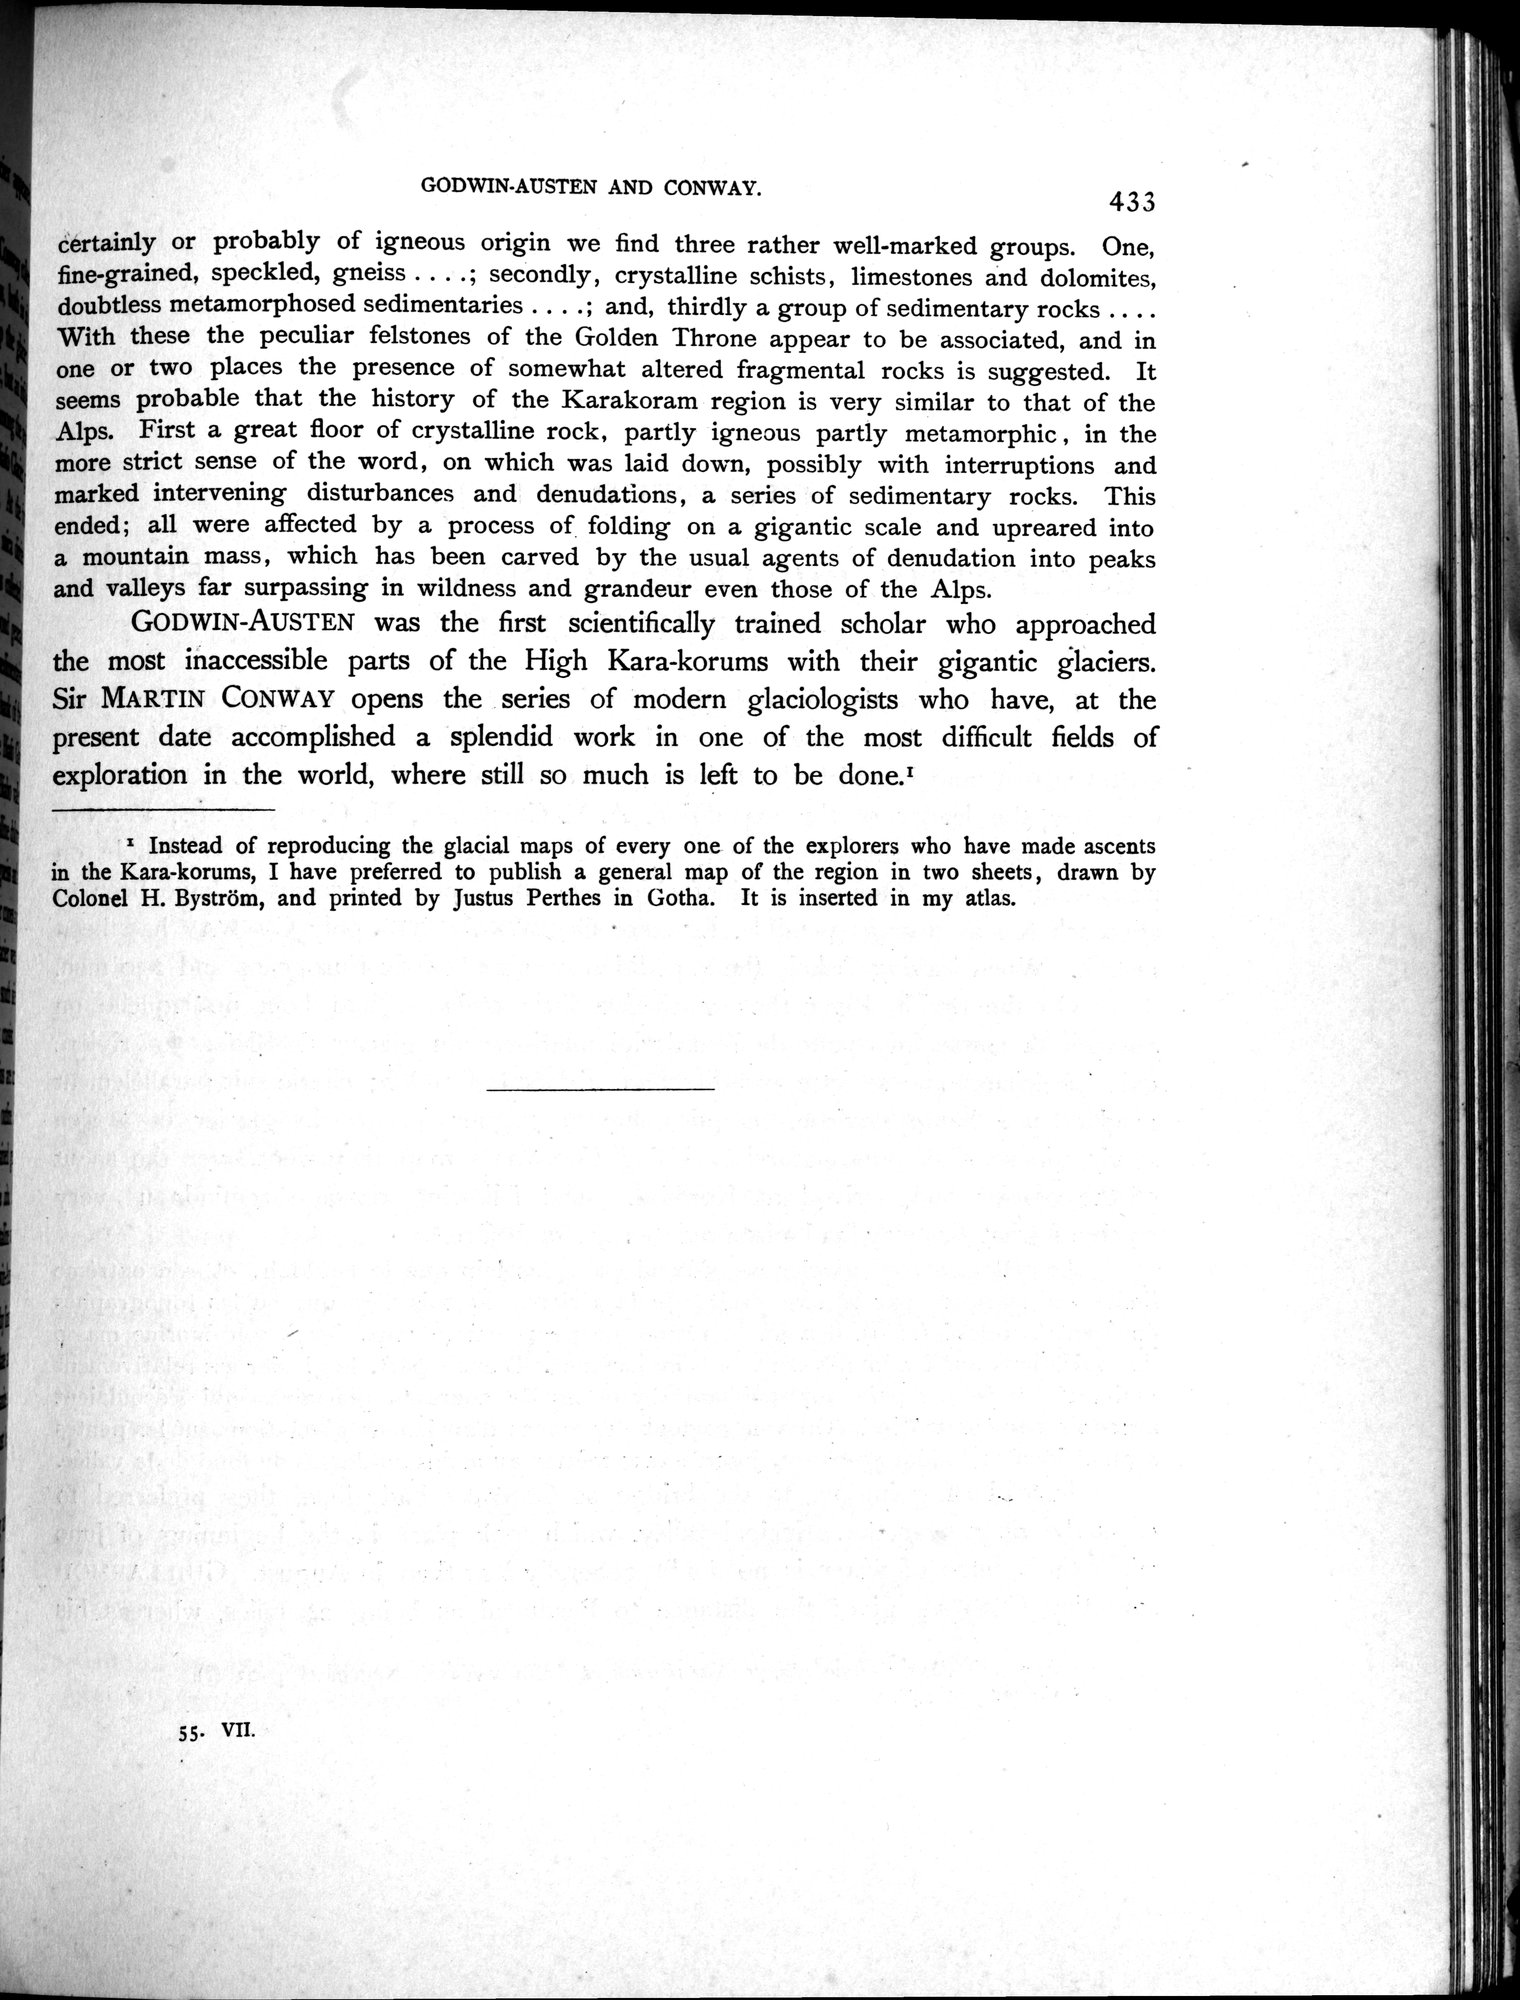 GODWIN-AUSTEN AND CONWAY.
433
certainly or probably of igneous origin we find three rather well-marked groups. One,
fine-grained, speckled, gneiss . . . .; secondly, crystalline schists, limestones and dolomites,
doubtless metamorphosed sedimentaries . . . .; and, thirdly a group of sedimentary rocks . . . .
With these the peculiar felstones of the Golden Throne appear to be associated, and in
one or two places the presence of somewhat altered fragmental rocks is suggested. It
seems probable that the history of the Karakoram region is very similar to that of the
Alps. First a great floor of crystalline rock, partly igneous partly metamorphic, in the
more strict sense of the word, on which was laid down, possibly with interruptions and
marked intervening disturbances and denudations, a series of sedimentary rocks. This
ended; all were affected by a process of folding on a gigantic scale and upreared into
a mountain mass, which has been carved by the usual agents of denudation into peaks
and valleys far surpassing in wildness and grandeur even those of the Alps.
GODWIN-AUSTEN was the first scientifically trained scholar who approached
the most inaccessible parts of the High Kara-korums with their gigantic glaciers.
Sir MARTIN CONWAY opens the series of modern glaciologists who have, at the
present date accomplished a splendid work in one of the most difficult fields of
exploration in the world, where still so much is left to be done.¹
¹ Instead of reproducing the glacial maps of every one of the explorers who have made ascents
in the Kara-korums, I have preferred to publish a general map of the region in two sheets, drawn by
Colonel H. Byström, and printed by Justus Perthes in Gotha. It is inserted in my atlas.
55. VII.